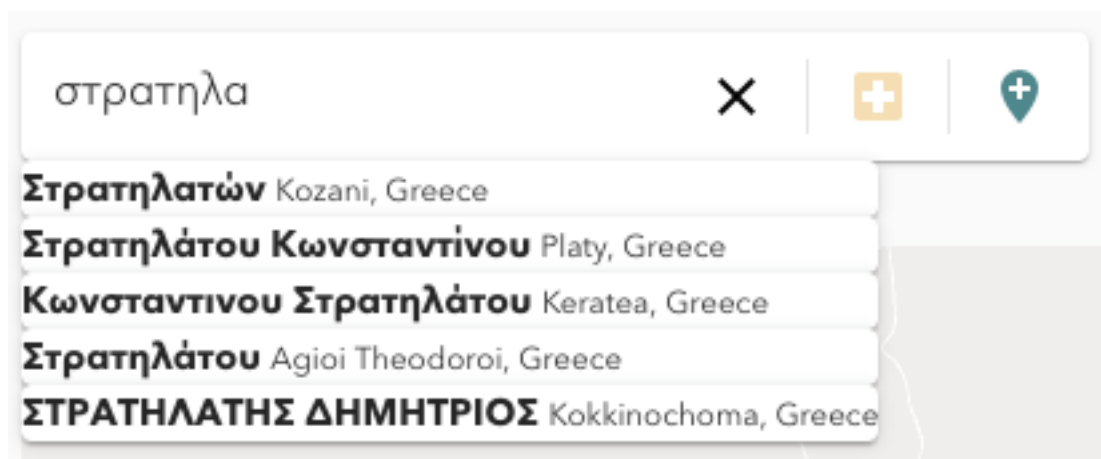 στρατηλα
Στρατηλατών Kozani, Greece
Στρατηλάτου Κωνσταντίνου Platy, Greece
Κωνσταντινου Στρατηλάτου Keratea, Greece
Στρατηλάτου Agioi Theodoroi, Greece
ΣΤΡΑΤΗΛΑΤΗΣ ΔΗΜΗΤΡΙΟΣ Kokkinochoma, Greece